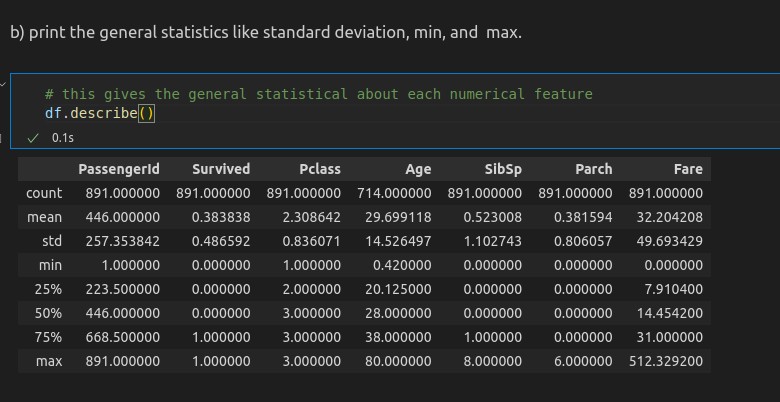 b) print the general statistics like standard deviation, min, and  max.
# this gives the general statistical about each numerical feature
df.describe()
✓ 0.1s
PassengerId Survived Pclass Age SibSp Parch Fare
count 891.000000 891.000000 891.000000 714.000000 891.000000 891.000000 891.000000
mean 446.000000 0.383838 2.308642 29.699118 0.523008 0.381594 32.204208
std 257.353842 0.486592 0.836071 14.526497 1.102743 0.806057 49.693429
min 1.000000 0.000000 1.000000 0.420000 0.000000 0.000000 0.000000
25% 223.500000 0.000000 2.000000 20.125000 0.000000 0.000000 7.910400
50% 446.000000 0.000000 3.000000 28.000000 0.000000 0.000000 14.454200
75% 668.500000 1.000000 3.000000 38.000000 1.000000 0.000000 31.000000
max 891.000000 1.000000 3.000000 80.000000 8.000000 6.000000 512.329200